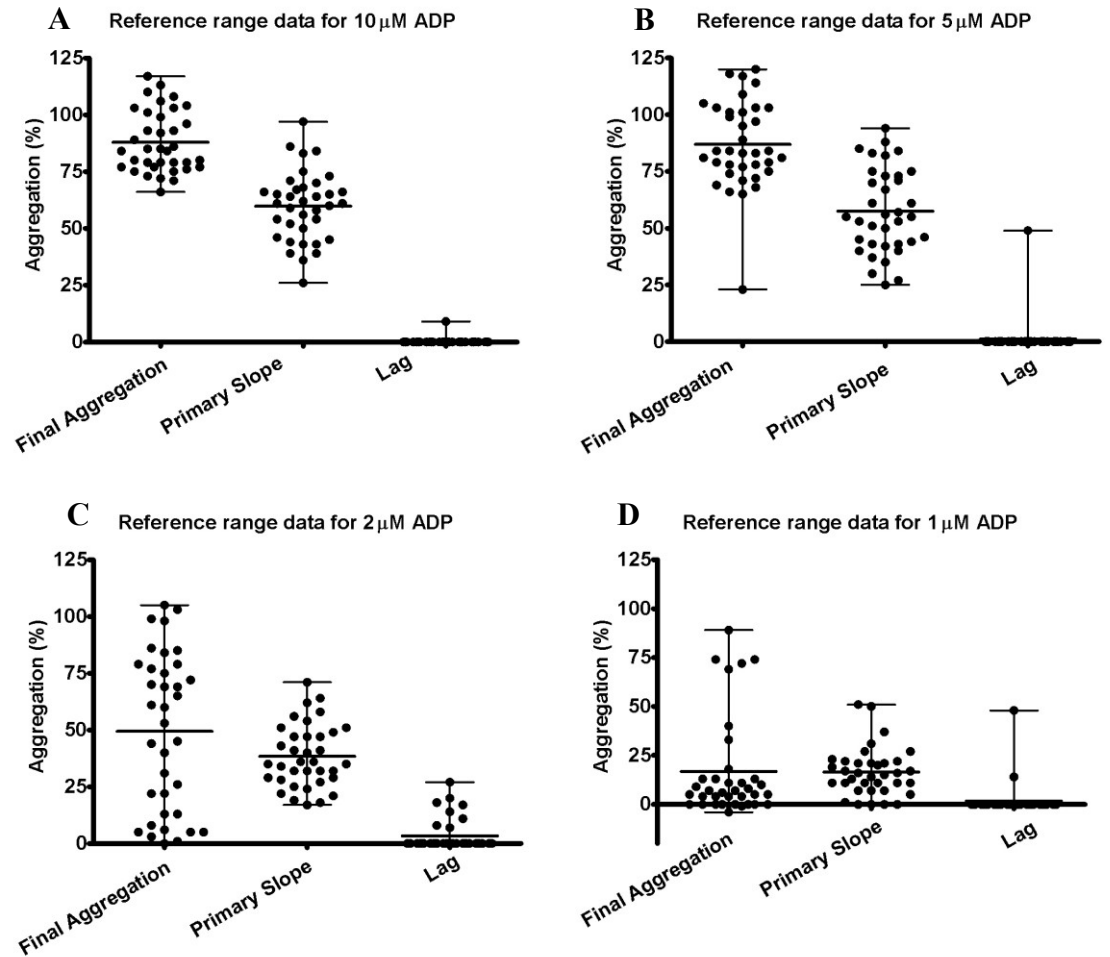 A
Reference range data for 10 µM ADP
Aggregation (%)
125
100
75
50
25
0
Final Aggregation
Primary Slope
Lag
B
Reference range data for 5 µM ADP
Aggregation (%)
125
100
75
50
25
0
Final Aggregation
Primary Slope
Lag
C
Reference range data for 2 µM ADP
Aggregation (%)
125
100
75
50
25
0
Final Aggregation
Primary Slope
Lag
D
Reference range data for 1 µM ADP
Aggregation (%)
125
100
75
50
25
0
Final Aggregation
Primary Slope
Lag